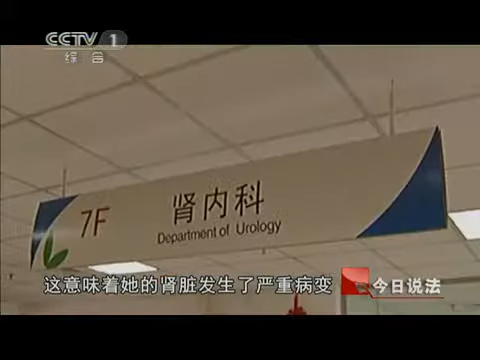 CCTV 1
综合
7F 肾内科
Department of Urology
这意味着她的肾脏发生了严重病变
今日说法